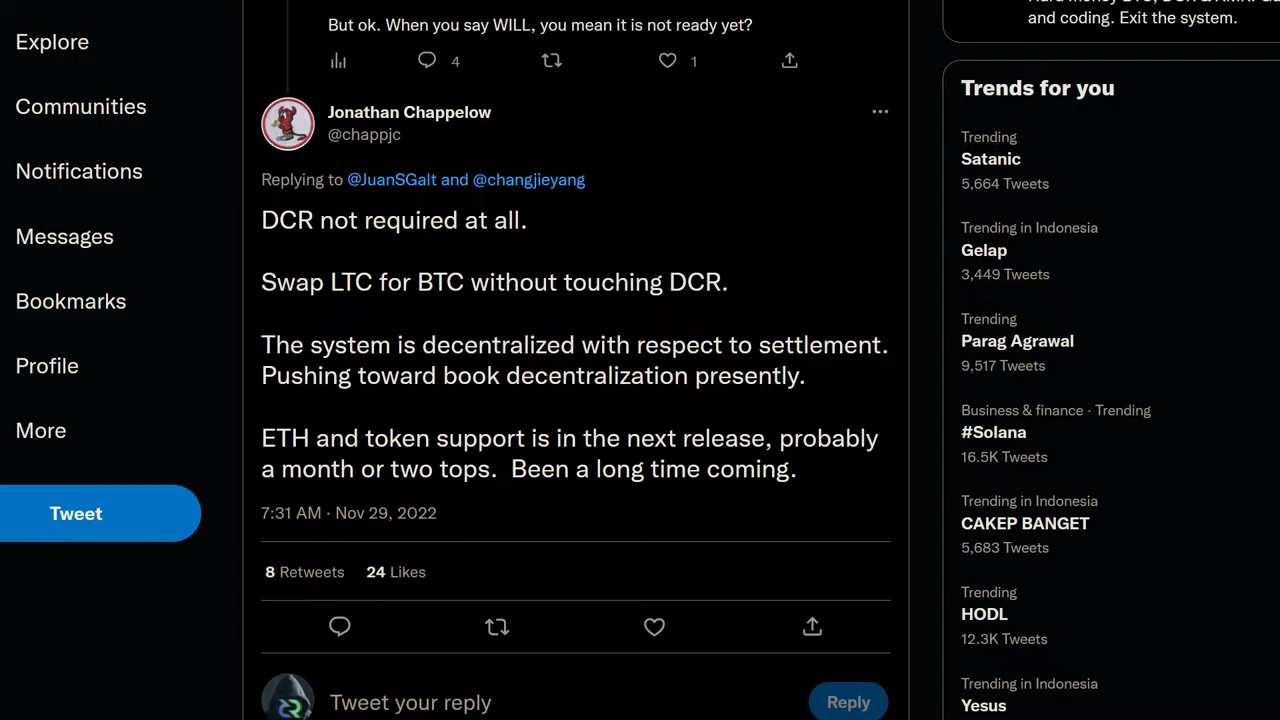 Explore
Communities
Notifications
Messages
Bookmarks
Profile
More
Tweet
But ok. When you say WILL, you mean it is not ready yet?
4
1
Jonathan Chappelow
@chappjc
Replying to @JuanSGalt and @changjieyang
DCR not required at all.
Swap LTC for BTC without touching DCR.
The system is decentralized with respect to settlement.
Pushing toward book decentralization presently.
ETH and token support is in the next release, probably
a month or two tops. Been a long time coming.
7:31 AM · Nov 29, 2022
8 Retweets 24 Likes
Tweet your reply
Reply
and coding. Exit the system.
Trends for you
Trending
Satanic
5,664 Tweets
Trending in Indonesia
Gelap
3,449 Tweets
Trending
Parag Agrawal
9,517 Tweets
Business & finance · Trending
#Solana
16.5K Tweets
Trending in Indonesia
CAKEP BANGET
5,683 Tweets
Trending
HODL
12.3K Tweets
Trending in Indonesia
Yesus